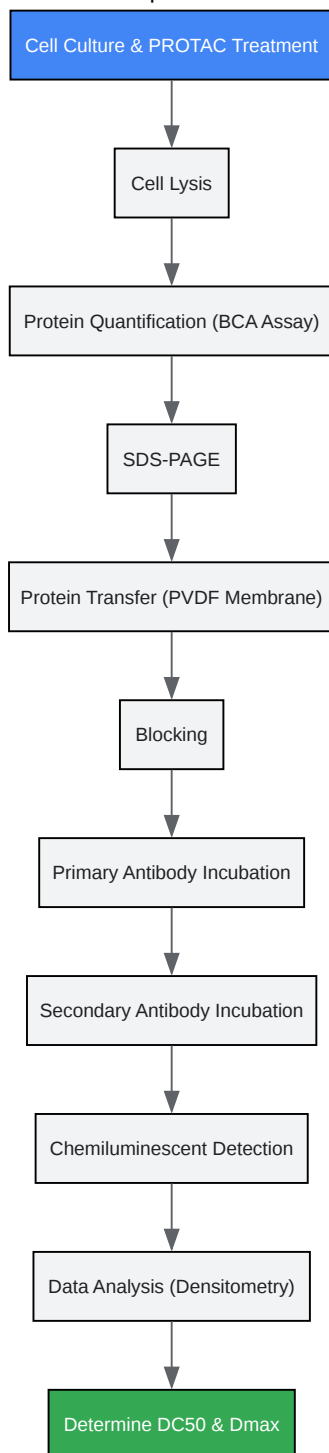 Cell Culture & PROTAC Treatment
Cell Lysis
Protein Quantification (BCA Assay)
SDS-PAGE
Protein Transfer (PVDF Membrane)
Blocking
Primary Antibody Incubation
Secondary Antibody Incubation
Chemiluminescent Detection
Data Analysis (Densitometry)
Determine DC50 & Dmax